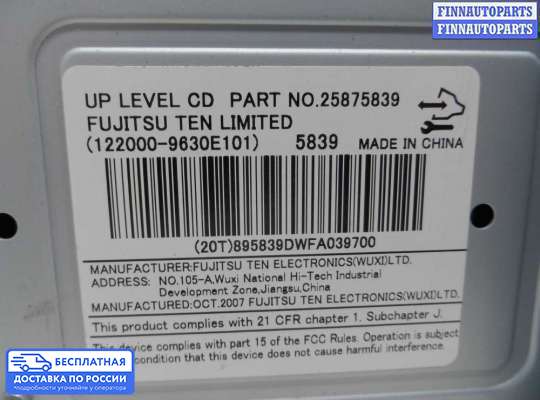 FINNAUTOPARTS
FINNAUTOPARTS
UP LEVEL CD PART NO.25875839
FUJITSU TEN LIMITED
(122000-9630E101) 5839 MADE IN CHINA
(20T)895839DWFA039700
MANUFACTURER:FUJITSU TEN ELECTRONICS(WUXI)LTD.
ADDRESS: NO.105-A,Wuxi National Hi-Tech Industrial
Development Zone,Jiangsu,China
MANUFACTURED:OCT.2007 FUJITSU TEN ELECTRONICS(WUXI)LTD.
This product complies with 21 CFR chapter 1. Subchapter J.
This device complies with part 15 of the FCC Rules. Operation is subject
condition that this device does not cause harmful interference.
БЕСПЛАТНАЯ
ДОСТАВКА ПО РОССИИ
подробности уточняйте у оператора